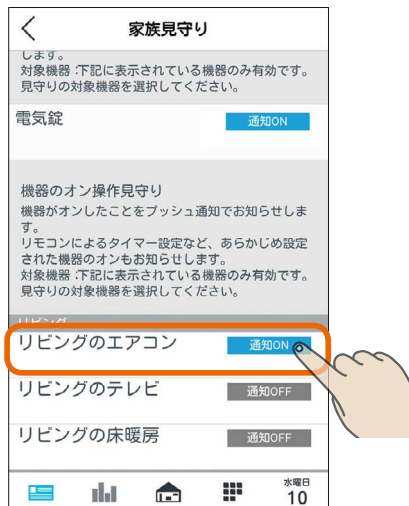 家族見守り
します。
対象機器:下記に表示されている機器のみ有効です。
見守りの対象機器を選択してください。
電気錠
通知ON
機器のオン操作見守り
機器がオンしたことをプッシュ通知でお知らせしま
す。
リモコンによるタイマー設定など、あらかじめ設定
された機器のオンもお知らせします。
対象機器:下記に表示されている機器のみ有効です。
見守りの対象機器を選択してください。
リビング
リビングのエアコン
通知ON
リビングのテレビ
通知OFF
リビングの床暖房
通知OFF
水曜日
10